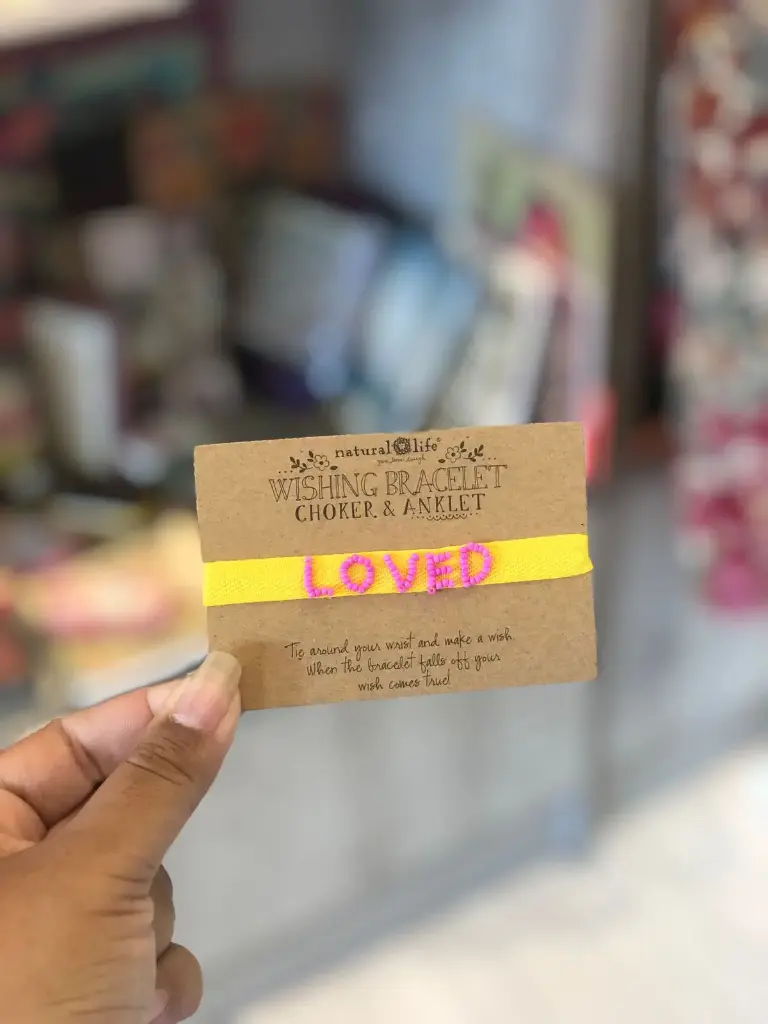 natural life®
WISHING BRACELET
CHOKER & ANKLET
LOVED
Tie around your wrist and make a wish.
When the bracelet falls off your
wish comes true!